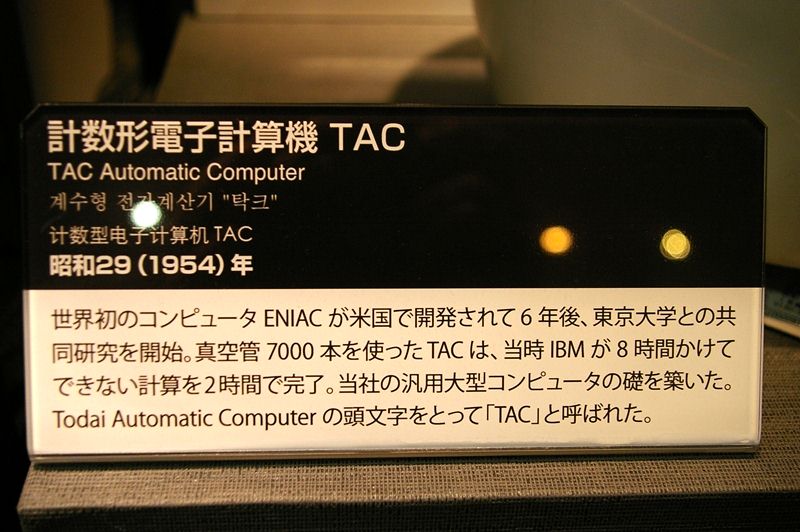 計数形電子計算機 TAC
TAC Automatic Computer
계수형 전자계산기 "탁크"
计数型电子计算机 TAC
昭和29（1954）年
世界初のコンピュータ ENIAC が米国で開発されて 6 年後、東京大学との共
同研究を開始。真空管 7000 本を使った TAC は、当時 IBM が 8 時間かけて
できない計算を2時間で完了。当社の汎用大型コンピュータの礎を築いた。
Todai Automatic Computer の頭文字をとって「TAC」と呼ばれた。